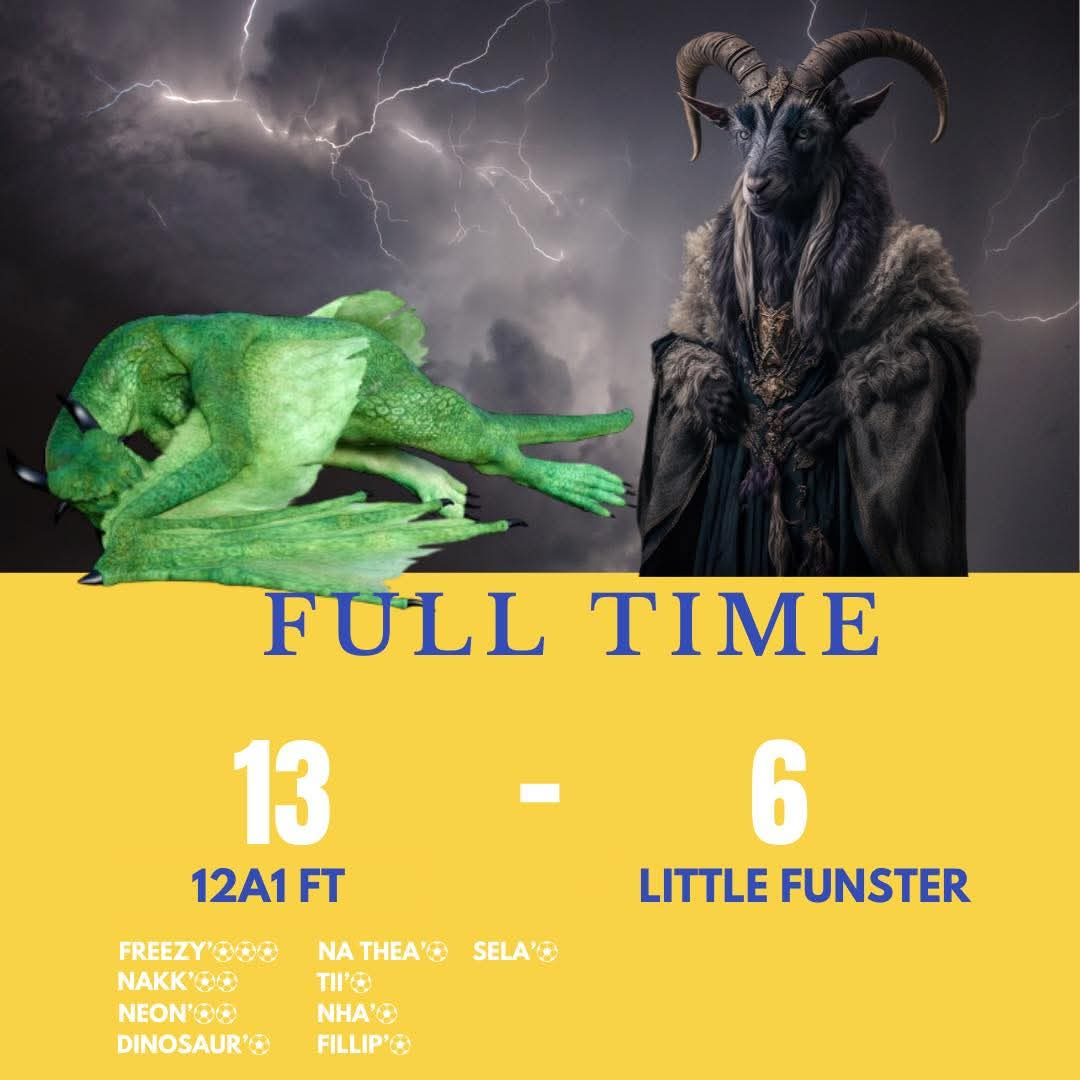 FULL TIME
13 - 6
12A1 FT LITTLE FUNSTER
FREEZY'⚽⚽⚽ NA THEA'⚽ SELA'⚽
NAKK'⚽⚽ TII'⚽
NEON'⚽⚽ NHA'⚽
DINOSAUR'⚽ FILLIP'⚽